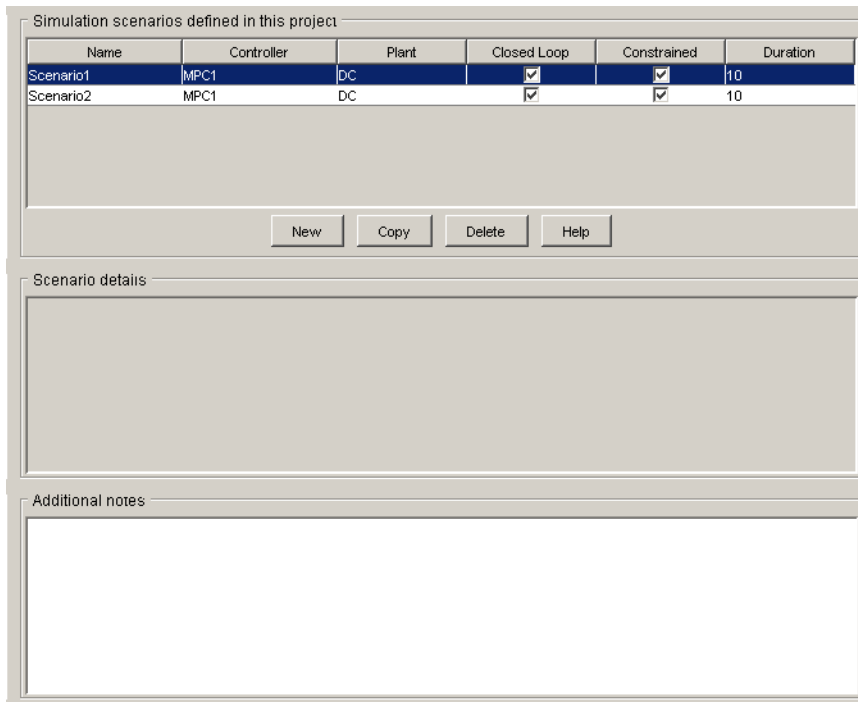 Simulation scenarios defined in this project
Name Controller Plant Closed Loop Constrained Duration
Scenario1 MPC1 DC 10
Scenario2 MPC1 DC 10
New Copy Delete Help
Scenario details
Additional notes